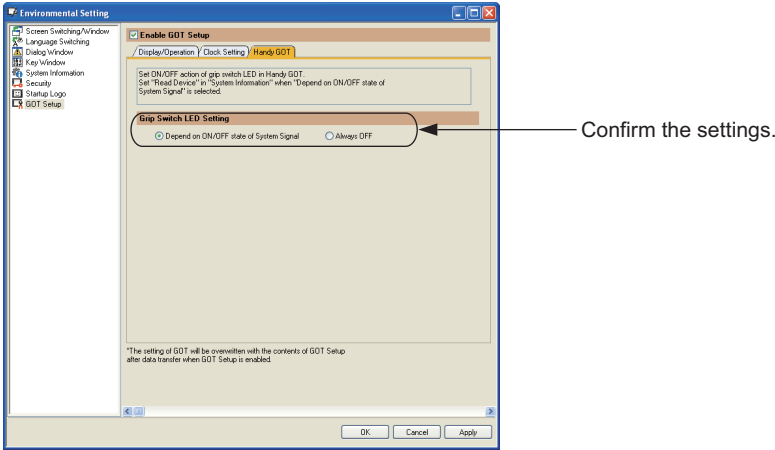 Environmental Setting
Screen Switching/Window
Language Switching
Dialog Window
Key Window
System Information
Security
Startup Logo
GOT Setup
Enable GOT Setup
Display/Operation
Clock Setting
Handy GOT
Set ON/OFF action of grip switch LED in Handy GOT.
Set "Read Device" in "System Information" when "Depend on ON/OFF state of
System Signal" is selected.
Grip Switch LED Setting
Depend on ON/OFF state of System Signal
Always OFF
Confirm the settings.
*The setting of GOT will be overwritten with the contents of GOT Setup
after data transfer when GOT Setup is enabled.
OK
Cancel
Apply